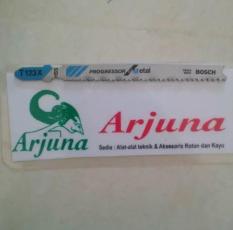 T 123 X PROGRESSOR for Metal BOSCH
Arjuna
Arjuna
Sedia : Alat-alat teknik & Aksesoris Rotan dan Kayu